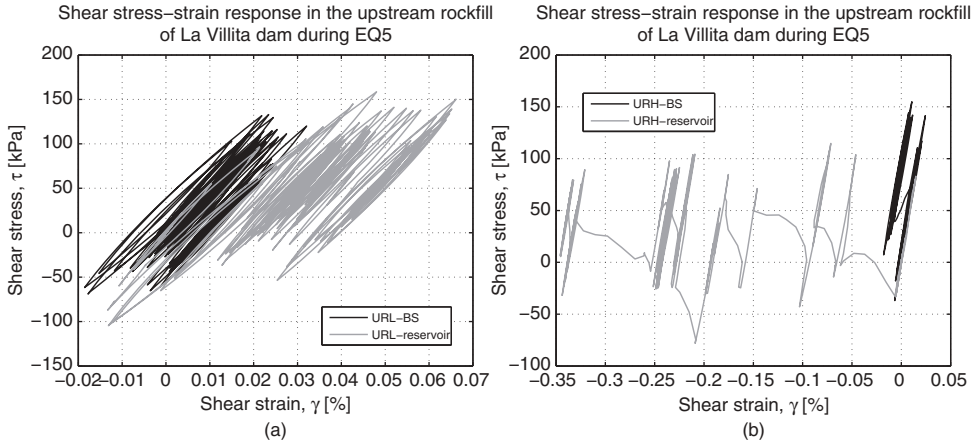 Shear stress–strain response in the upstream rockfill
of La Villita dam during EQ5
200
150
100
50
0
−50
−100
−150
Shear stress, τ [kPa]
URL–BS
URL–reservoir
−0.02 −0.01 0 0.01 0.02 0.03 0.04 0.05 0.06 0.07
Shear strain, γ [%]
(a)
Shear stress–strain response in the upstream rockfill
of La Villita dam during EQ5
200
150
100
50
0
−50
−100
Shear stress, τ [kPa]
URH–BS
URH–reservoir
−0.35 −0.3 −0.25 −0.2 −0.15 −0.1 −0.05 0 0.05
Shear strain, γ [%]
(b)